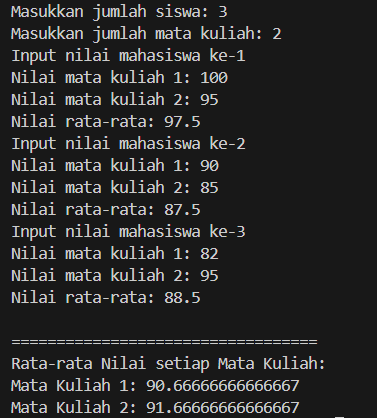 Masukkan jumlah siswa: 3
Masukkan jumlah mata kuliah: 2
Input nilai mahasiswa ke-1
Nilai mata kuliah 1: 100
Nilai mata kuliah 2: 95
Nilai rata-rata: 97.5
Input nilai mahasiswa ke-2
Nilai mata kuliah 1: 90
Nilai mata kuliah 2: 85
Nilai rata-rata: 87.5
Input nilai mahasiswa ke-3
Nilai mata kuliah 1: 82
Nilai mata kuliah 2: 95
Nilai rata-rata: 88.5
==================================
Rata-rata Nilai setiap Mata Kuliah:
Mata Kuliah 1: 90.66666666666667
Mata Kuliah 2: 91.66666666666667